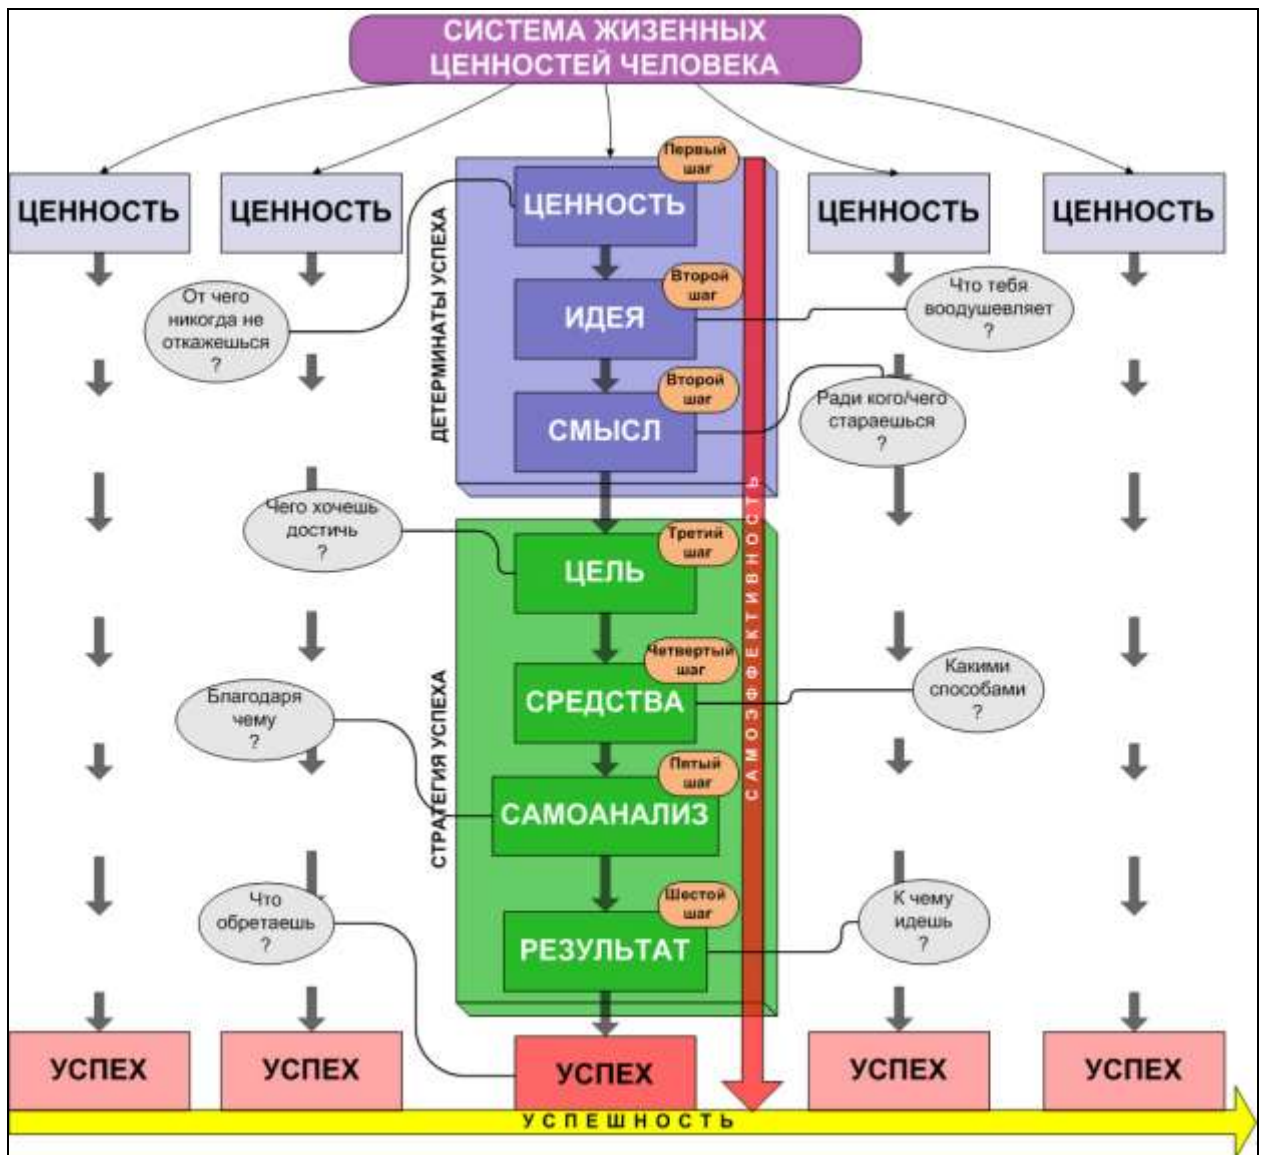 СИСТЕМА ЖИЗЕННЫХ
ЦЕННОСТЕЙ ЧЕЛОВЕКА
ЦЕННОСТЬ
ЦЕННОСТЬ
Первый
шаг
ЦЕННОСТЬ
ЦЕННОСТЬ
ЦЕННОСТЬ
ДЕТЕРМИНАТЫ УСПЕХА
От чего
никогда не
откажешься
?
Второй
шаг
ИДЕЯ
Что тебя
воодушевляет
?
Второй
шаг
СМЫСЛ
Ради кого/чего
стараешься
?
САМОЭФФЕКТИВНОСТЬ
Чего хочешь
достичь
?
Третий
шаг
ЦЕЛЬ
СТРАТЕГИЯ УСПЕХА
Четвертый
шаг
СРЕДСТВА
Какими
способами
?
Благодаря
чему
?
Пятый
шаг
САМОАНАЛИЗ
Что
обретаешь
?
Шестой
шаг
РЕЗУЛЬТАТ
К чему
идешь
?
УСПЕХ
УСПЕХ
УСПЕХ
УСПЕХ
УСПЕХ
УСПЕШНОСТЬ